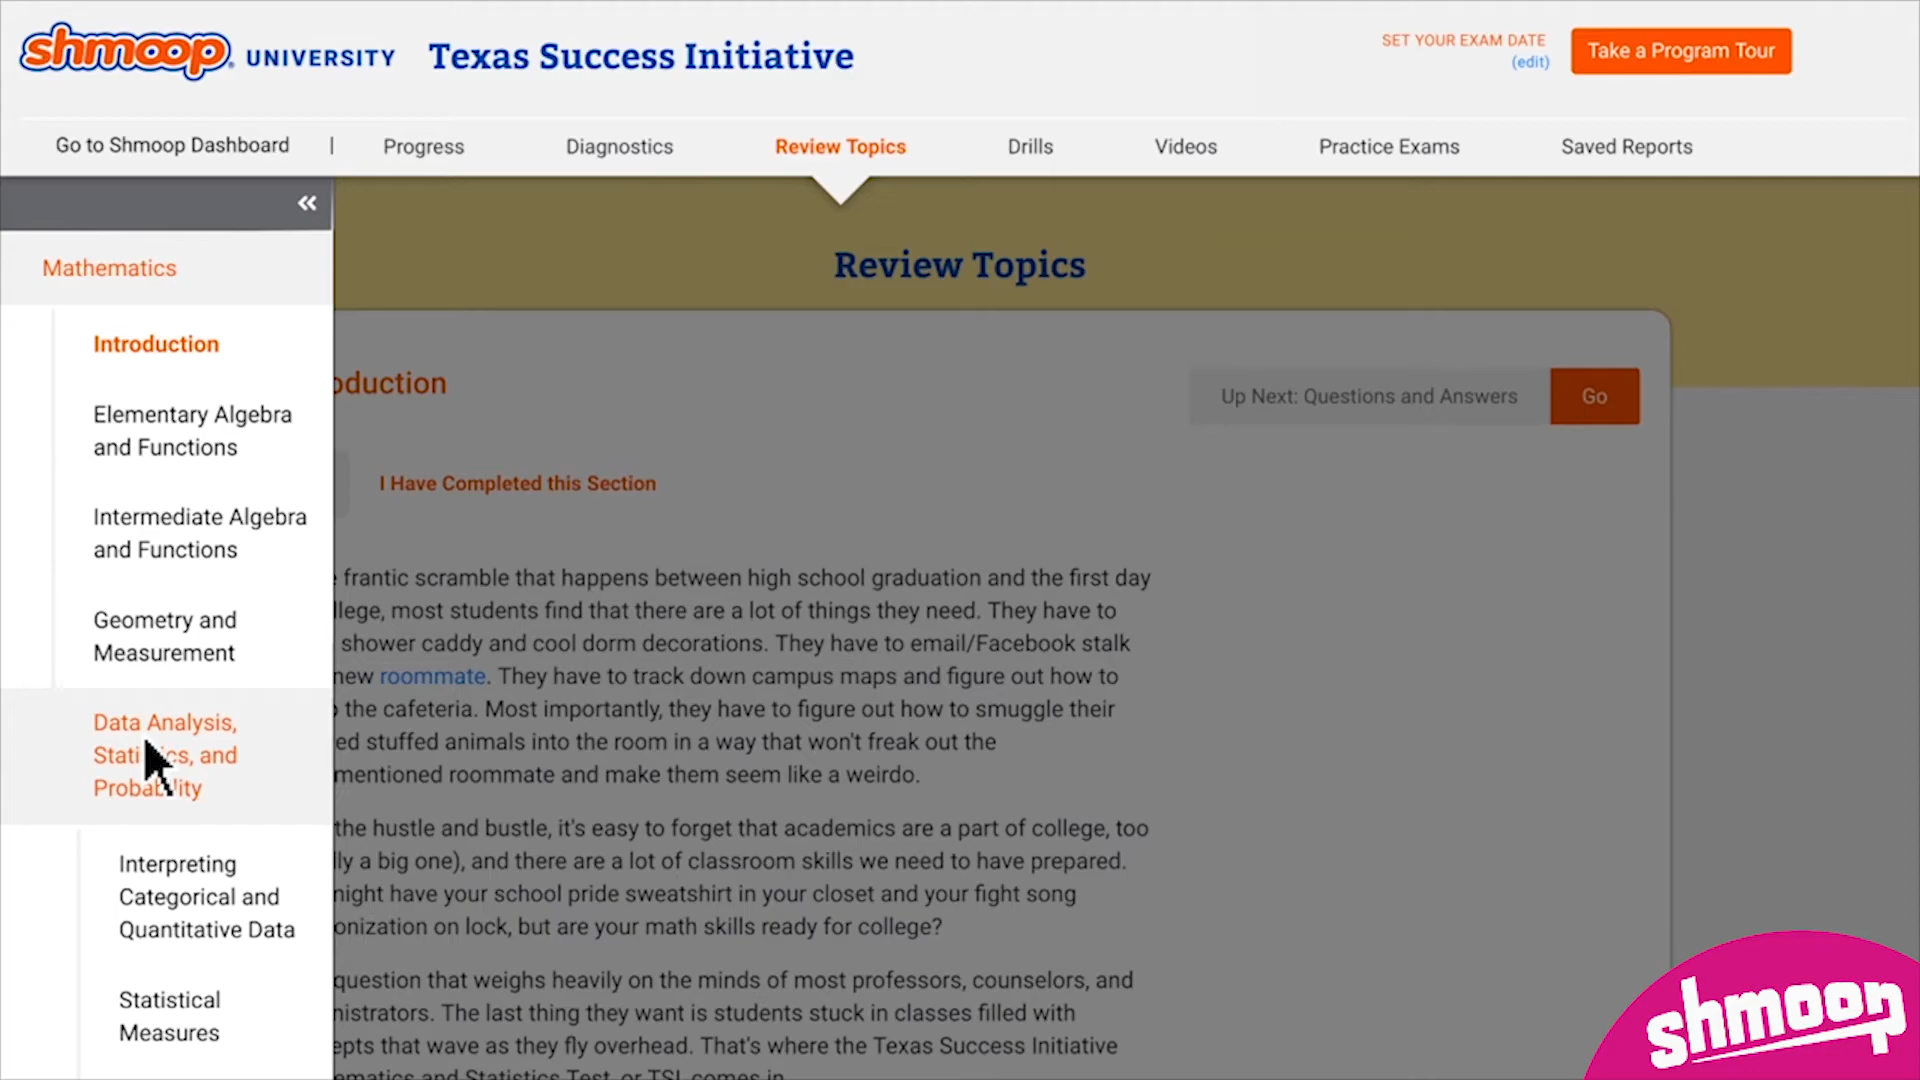 shmoop UNIVERSITY Texas Success Initiative
SET YOUR EXAM DATE
(edit)
Take a Program Tour
Go to Shmoop Dashboard | Progress Diagnostics Review Topics Drills Videos Practice Exams Saved Reports
«
Mathematics
Introduction
Elementary Algebra
and Functions
Intermediate Algebra
and Functions
Geometry and
Measurement
Data Analysis,
and
Interpreting
Categorical and
Quantitative Data
Statistical
Measures
Review Topics
oduction
Up Next: Questions and Answers Go
I Have Completed this Section
frantic scramble that happens between high school graduation and the first day
llege, most students find that there are a lot of things they need. They have to
shower caddy and cool dorm decorations. They have to email/Facebook stalk
new roommate. They have to track down campus maps and figure out how to
the cafeteria. Most importantly, they have to figure out how to smuggle their
ed stuffed animals into the room in a way that won't freak out the
mentioned roommate and make them seem like a weirdo.
the hustle and bustle, it's easy to forget that academics are a part of college, too
lly a big one), and there are a lot of classroom skills we need to have prepared.
night have your school pride sweatshirt in your closet and your fight song
onization on lock, but are your math skills ready for college?
question that weighs heavily on the minds of most professors, counselors, and
nistrators. The last thing they want is students stuck in classes filled with
epts that wave as they fly overhead. That's where the Texas Success Initiative
ematics and Statistics Test, or TSI, comes in
shmoop